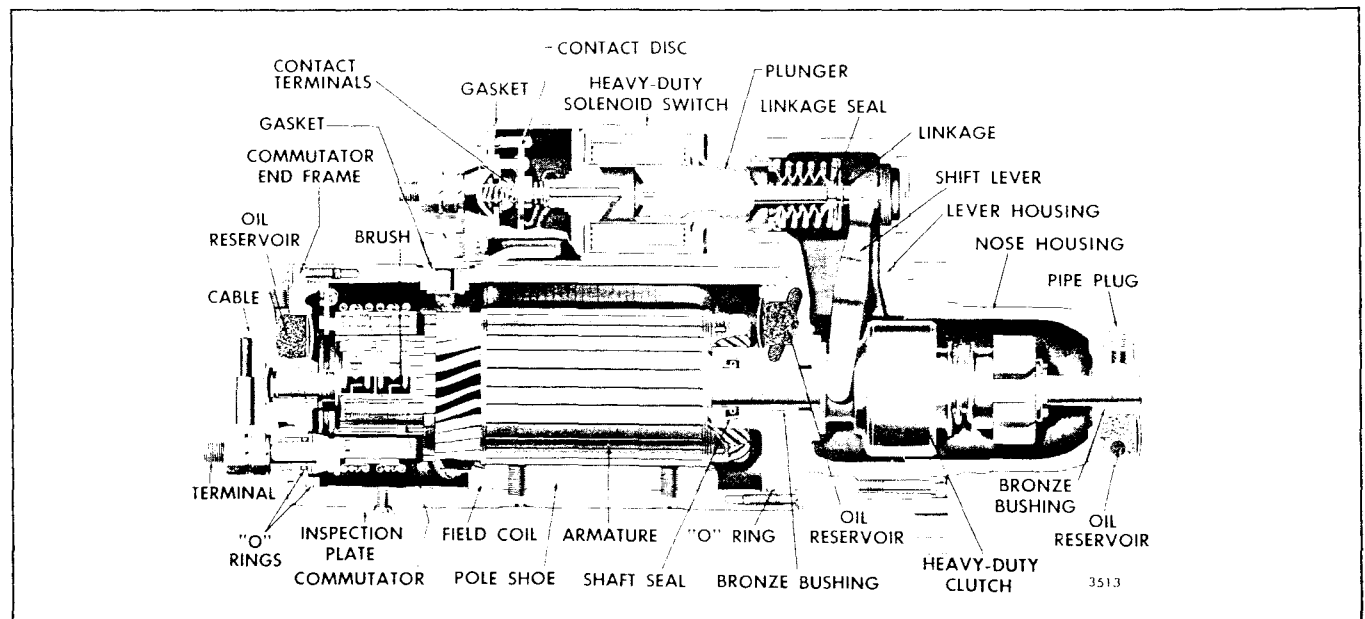 CONTACT DISC
CONTACT
TERMINALS
GASKET
HEAVY-DUTY
SOLENOID SWITCH
PLUNGER
LINKAGE SEAL
GASKET
LINKAGE
COMMUTATOR
END FRAME
SHIFT LEVER
LEVER HOUSING
OIL
RESERVOIR
BRUSH
NOSE HOUSING
CABLE
PIPE PLUG
TERMINAL
"O"
RINGS
INSPECTION
PLATE
COMMUTATOR
FIELD COIL
POLE SHOE
ARMATURE
SHAFT SEAL
"O" RING
BRONZE BUSHING
OIL
RESERVOIR
HEAVY-DUTY
CLUTCH
BRONZE
BUSHING
OIL
RESERVOIR
3513